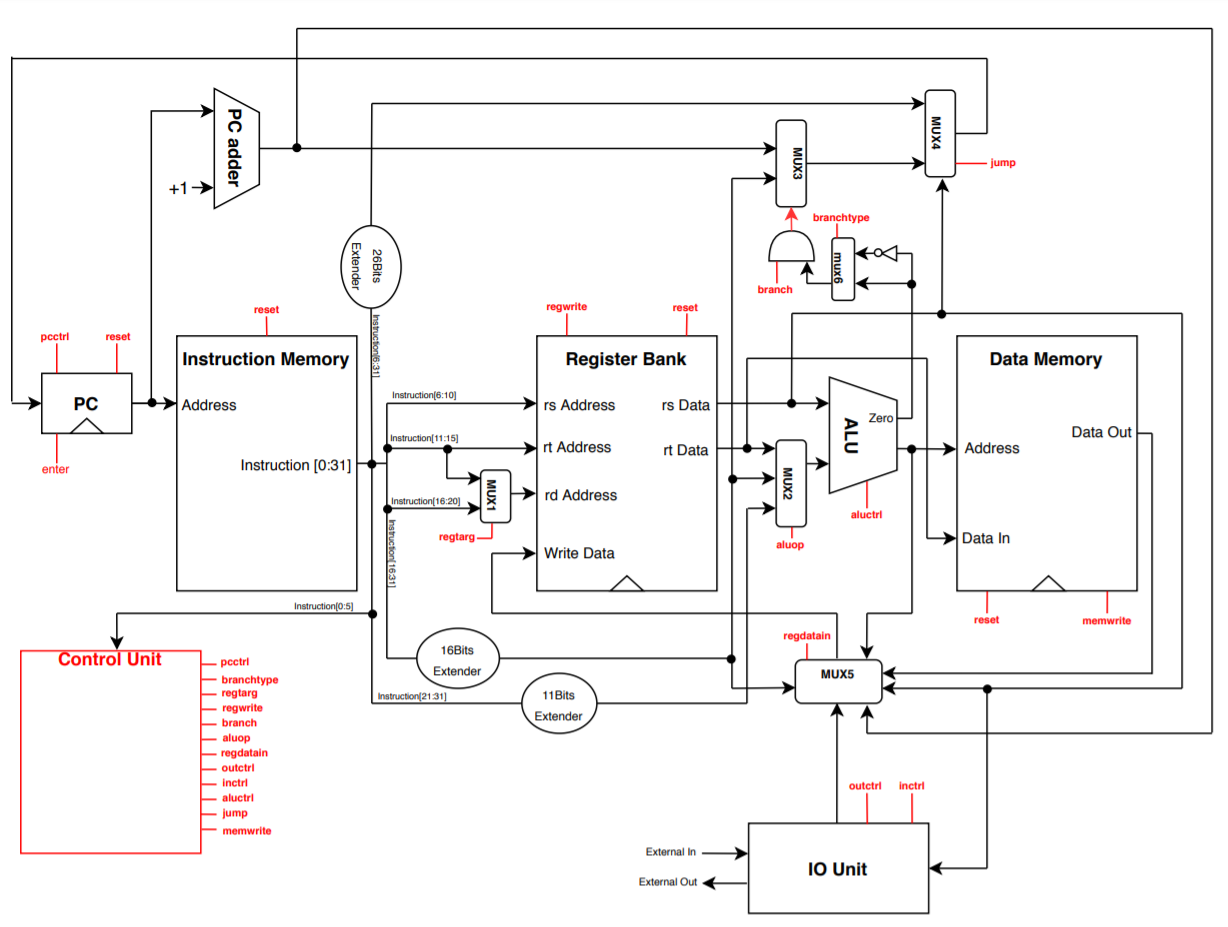 PC adder
+1
MUX4
jump
MUX3
branchtype
mux6
branch
26Bits
Extender
Instruction[6:31]
pcctrl
reset
PC
enter
reset
Instruction Memory
Address
Instruction [0:31]
Instruction[6:10]
Instruction[11:15]
Instruction[16:20]
Instruction[16:31]
MUX1
regtarg
regwrite
reset
Register Bank
rs Address
rs Data
rt Address
rt Data
rd Address
Write Data
MUX2
aluop
ALU
Zero
aluctrl
Data Memory
Data Out
Address
Data In
reset
memwrite
Instruction[0:5]
Control Unit
pcctrl
branchtype
regtarg
regwrite
branch
aluop
regdatain
outctrl
inctrl
aluctrl
jump
memwrite
16Bits
Extender
Instruction[21:31]
11Bits
Extender
regdatain
MUX5
outctrl
inctrl
External In
External Out
IO Unit